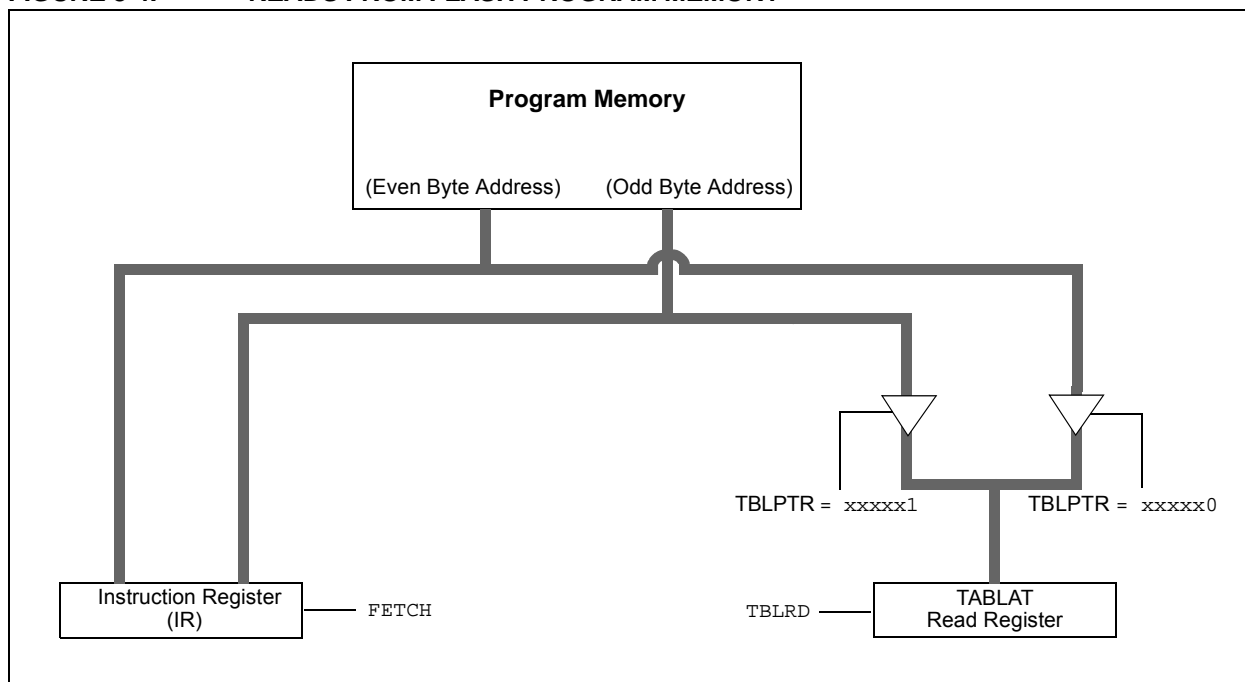 Program Memory
(Even Byte Address) (Odd Byte Address)
TBLPTR = xxxxx1 TBLPTR = xxxxx0
Instruction Register
(IR)
FETCH
TBLRD
TABLAT
Read Register